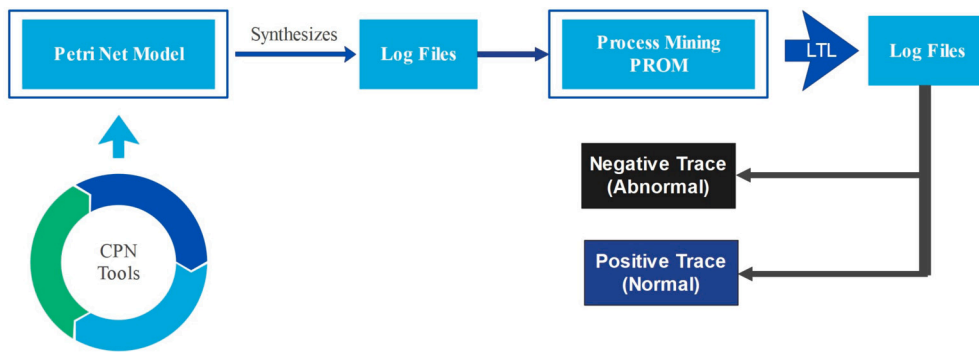 Petri Net Model
Synthesizes
Log Files
Process Mining
PROM
LTL
Log Files
Negative Trace
(Abnormal)
CPN
Tools
Positive Trace
(Normal)